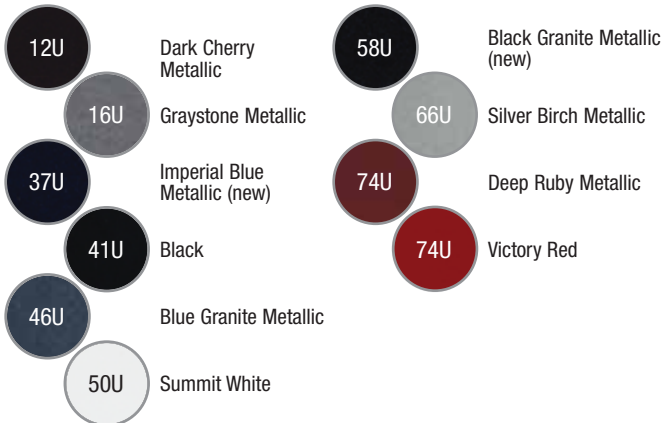 12U
Dark Cherry
Metallic
16U
Graystone Metallic
37U
Imperial Blue
Metallic (new)
41U
Black
46U
Blue Granite Metallic
50U
Summit White
58U
Black Granite Metallic
(new)
66U
Silver Birch Metallic
74U
Deep Ruby Metallic
74U
Victory Red